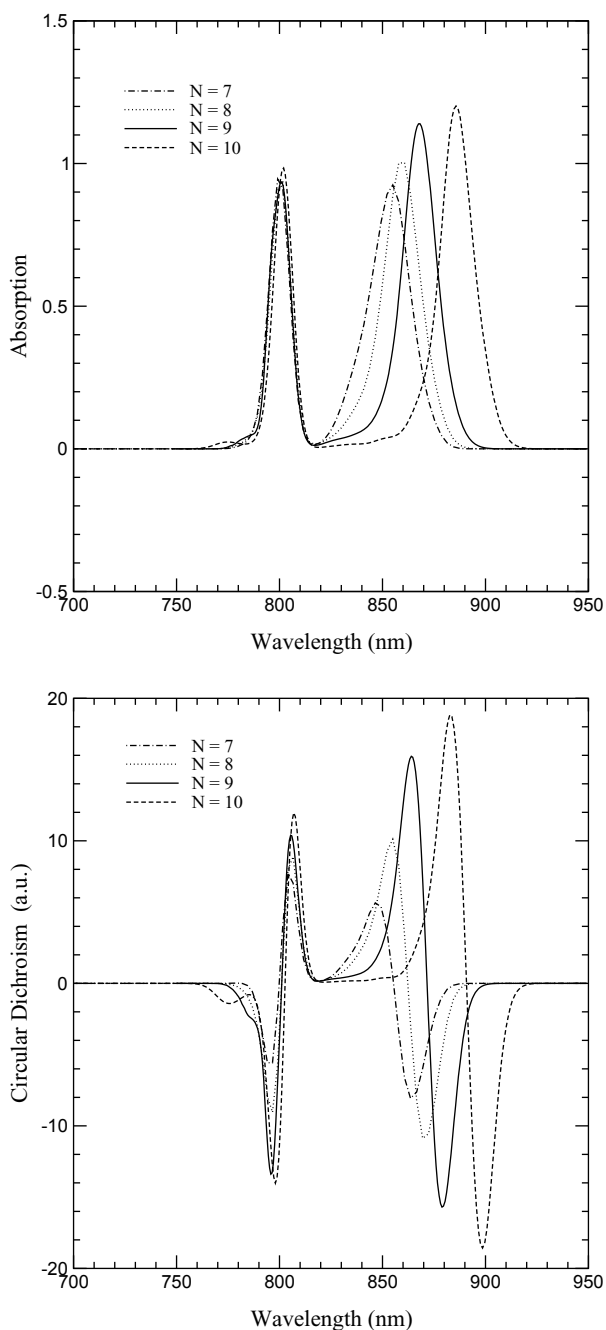 1.5
N = 7
N = 8
N = 9
N = 10
1
0.5
0
-0.5
Absorption
700 750 800 850 900 950
Wavelength (nm)
20
N = 7
N = 8
N = 9
N = 10
10
0
-10
-20
Circular Dichroism (a.u.)
700 750 800 850 900 950
Wavelength (nm)